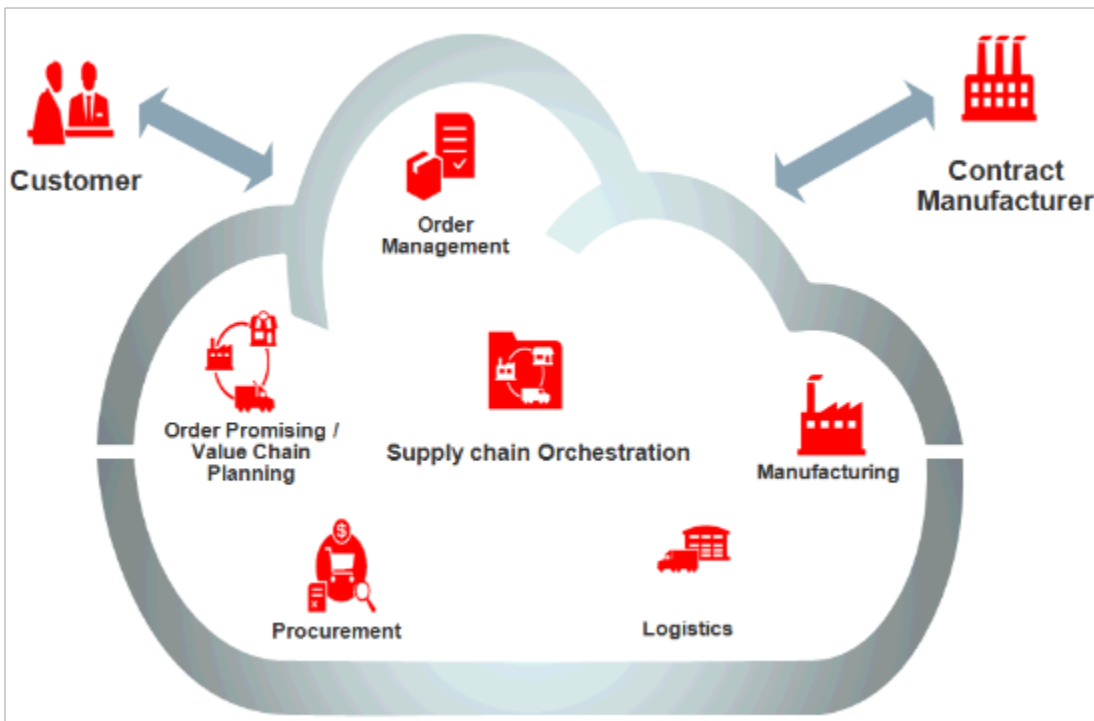 Customer
Contract
Manufacturer
Order
Management
Order Promising /
Value Chain
Planning
Supply chain Orchestration
Manufacturing
$
x
Procurement
Logistics